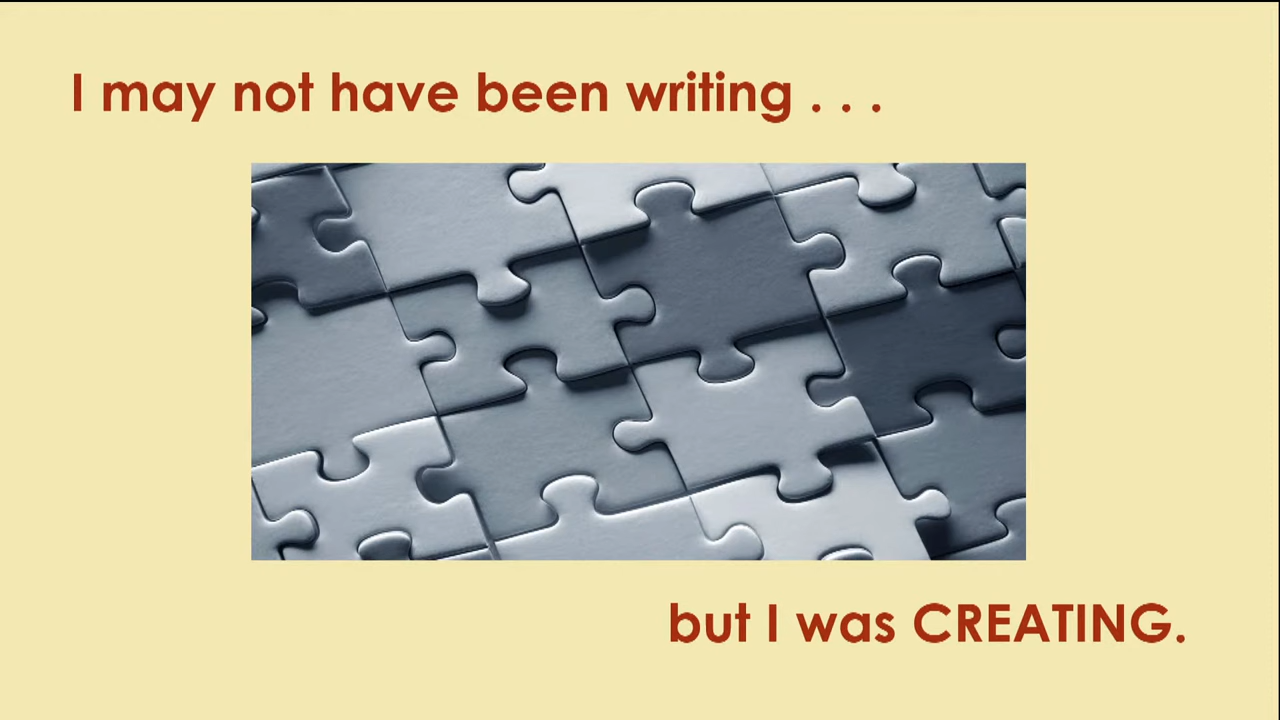 I may not have been writing . . .
but I was CREATING.